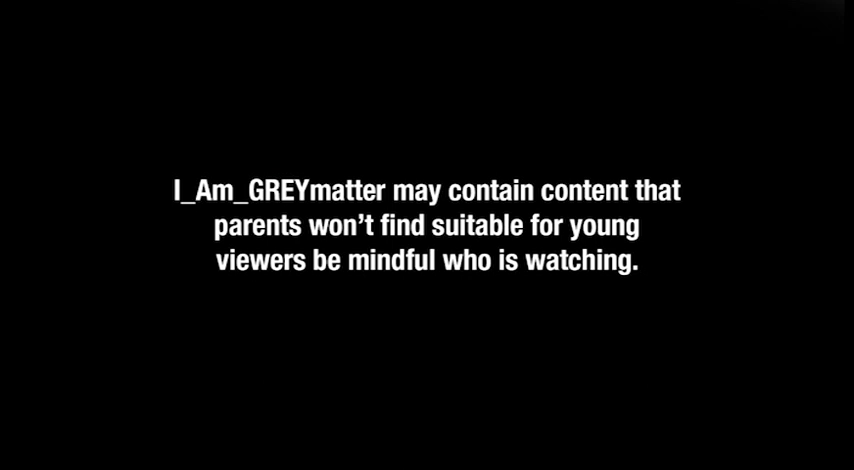 I_Am_GREYmatter may contain content that
parents won’t find suitable for young
viewers be mindful who is watching.